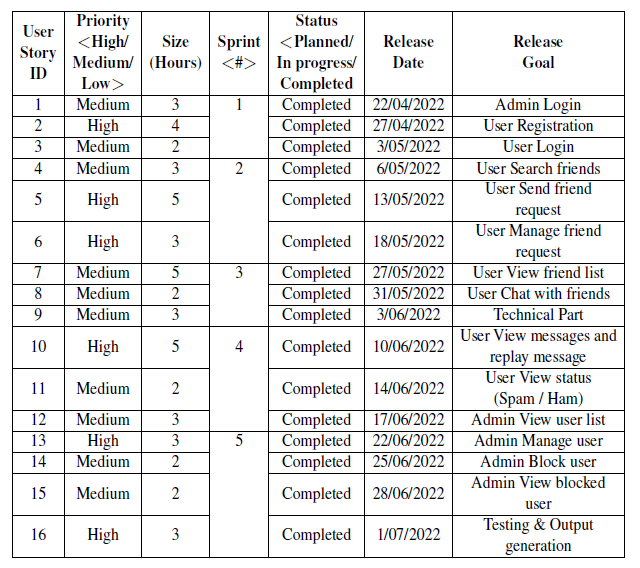 User Story ID | Priority <High/ Medium/ Low> | Size (Hours) | Sprint <#> | Status <Planned/ In progress/ Completed | Release Date | Release Goal
1 | Medium | 3 | 1 | Completed | 22/04/2022 | Admin Login
2 | High | 4 | | Completed | 27/04/2022 | User Registration
3 | Medium | 2 | | Completed | 3/05/2022 | User Login
4 | Medium | 3 | 2 | Completed | 6/05/2022 | User Search friends
5 | High | 5 | | Completed | 13/05/2022 | User Send friend request
6 | High | 3 | | Completed | 18/05/2022 | User Manage friend request
7 | Medium | 5 | 3 | Completed | 27/05/2022 | User View friend list
8 | Medium | 2 | | Completed | 31/05/2022 | User Chat with friends
9 | Medium | 3 | | Completed | 3/06/2022 | Technical Part
10 | High | 5 | 4 | Completed | 10/06/2022 | User View messages and replay message
11 | Medium | 2 | | Completed | 14/06/2022 | User View status (Spam / Ham)
12 | Medium | 3 | | Completed | 17/06/2022 | Admin View user list
13 | High | 3 | 5 | Completed | 22/06/2022 | Admin Manage user
14 | Medium | 2 | | Completed | 25/06/2022 | Admin Block user
15 | Medium | 2 | | Completed | 28/06/2022 | Admin View blocked user
16 | High | 3 | | Completed | 1/07/2022 | Testing & Output generation